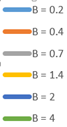 B = 0.2
B = 0.4
B = 0.7
B = 1.4
B = 2
B = 4